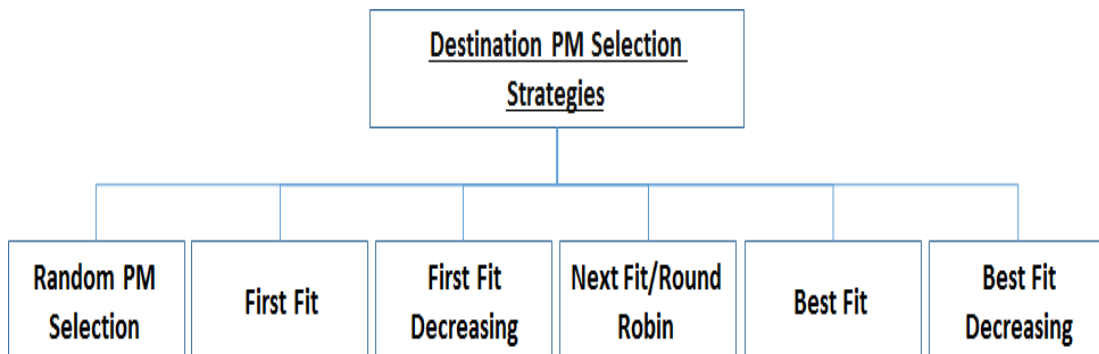 Destination PM Selection
Strategies
Random PM
Selection
First Fit
First Fit
Decreasing
Next Fit/Round
Robin
Best Fit
Best Fit
Decreasing